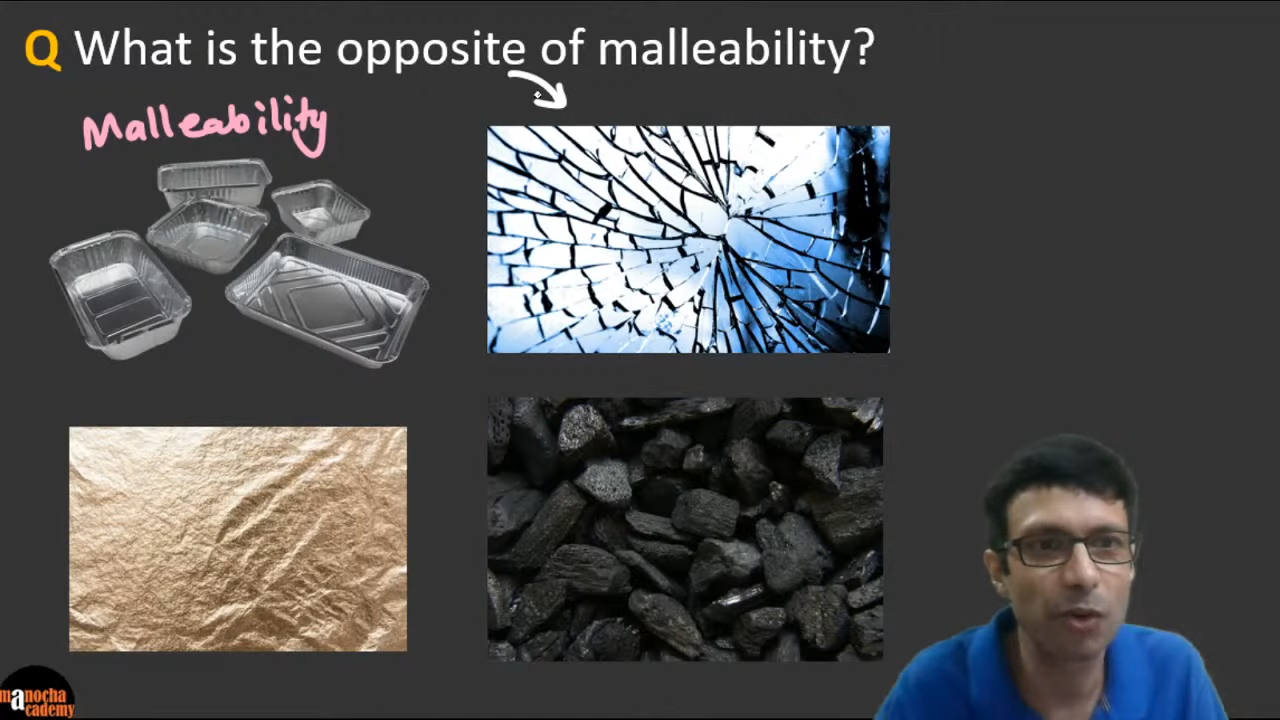 Q What is the opposite of malleability?
Malleability
manocha
academy